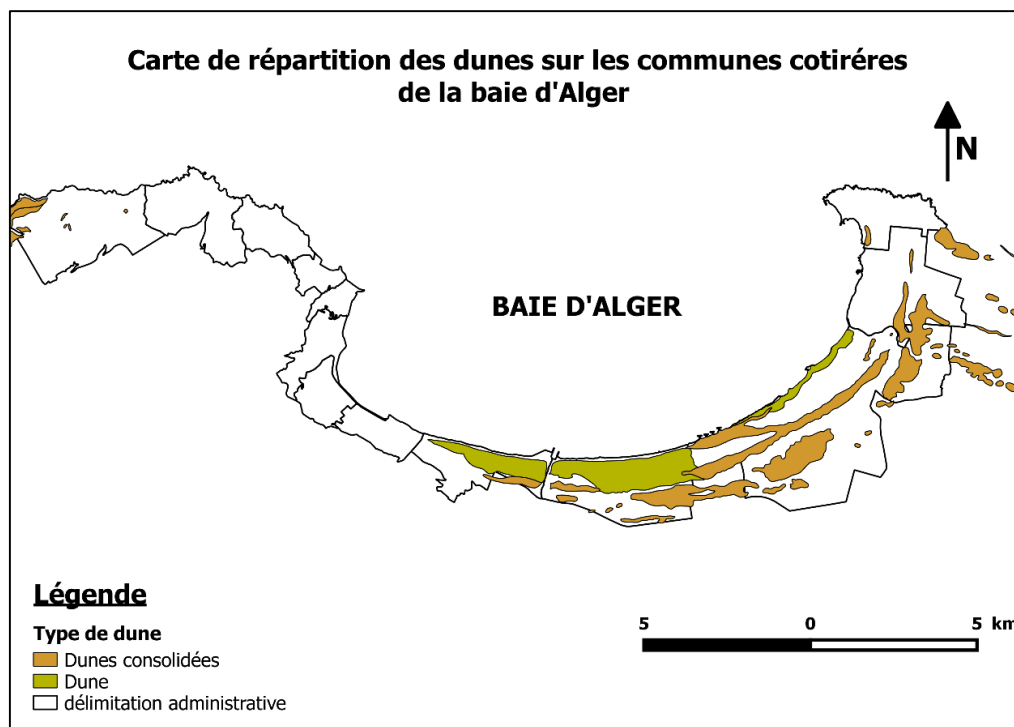 Carte de répartition des dunes sur les communes cotiréres
de la baie d'Alger
N
BAIE D'ALGER
Légende
Type de dune
Dunes consolidées
Dune
délimitation administrative
5 0 5 km